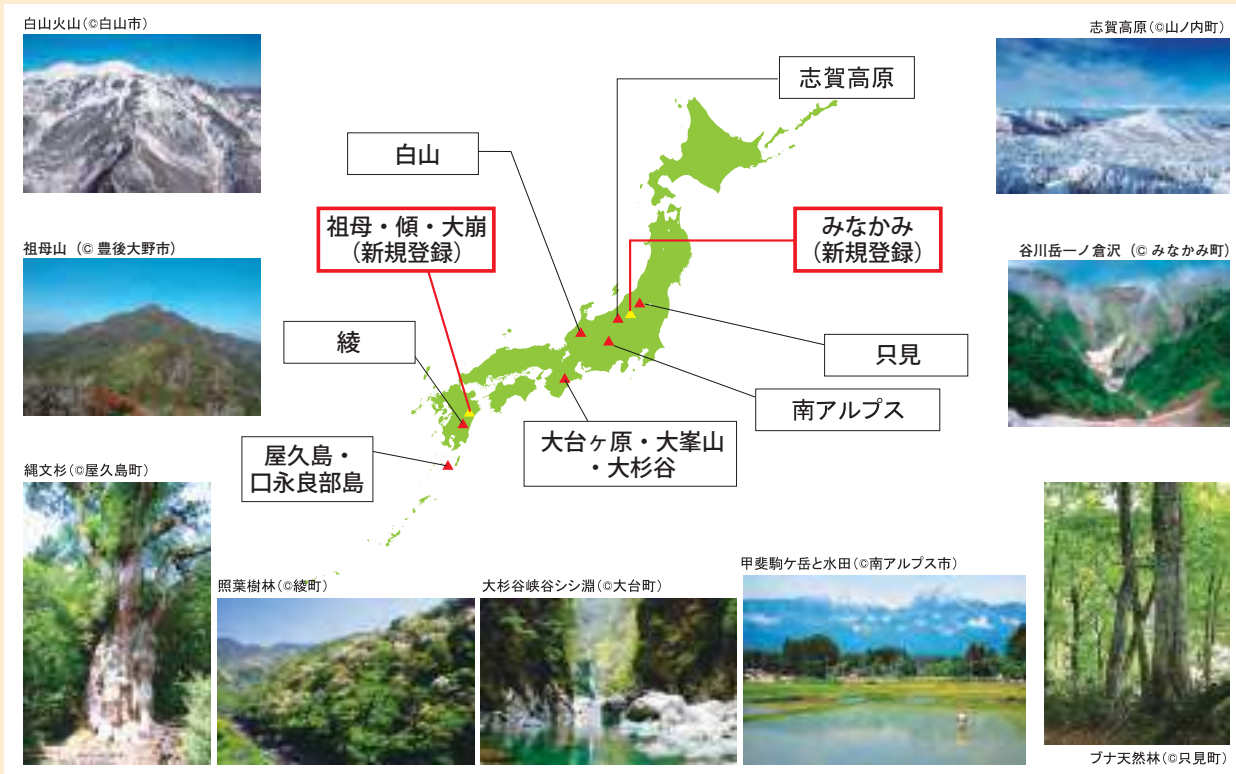 白山火山(©白山市)
志賀高原(©山ノ内町)
志賀高原
白山
祖母・傾・大崩
(新規登録)
みなかみ
(新規登録)
祖母山 (© 豊後大野市)
谷川岳一ノ倉沢 (© みなかみ町)
綾
只見
南アルプス
大台ヶ原・大峯山
・大杉谷
屋久島・
口永良部島
縄文杉(©屋久島町)
照葉樹林(©綾町)
大杉谷峡谷シシ淵(©大台町)
甲斐駒ケ岳と水田(©南アルプス市)
ブナ天然林(©只見町)